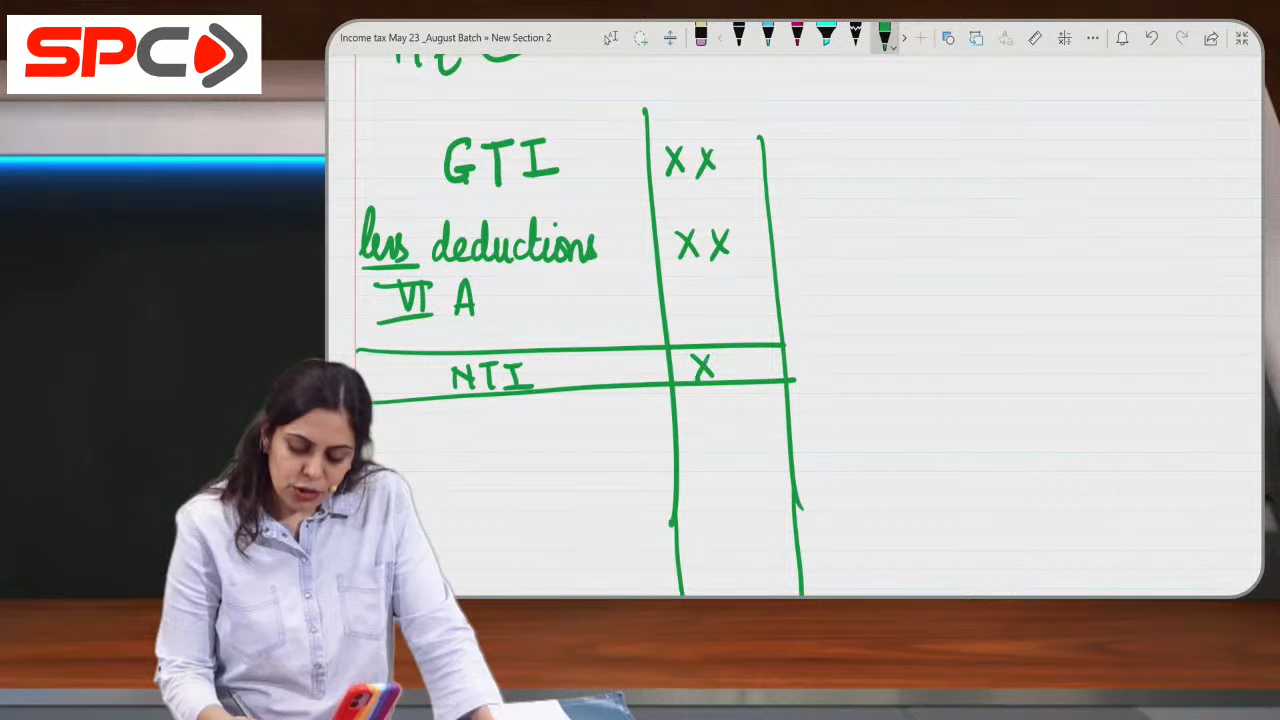 SPC
Income tax May 23 _August Batch » New Section 2
GTI XX
less deductions XX
VI A
NTI X